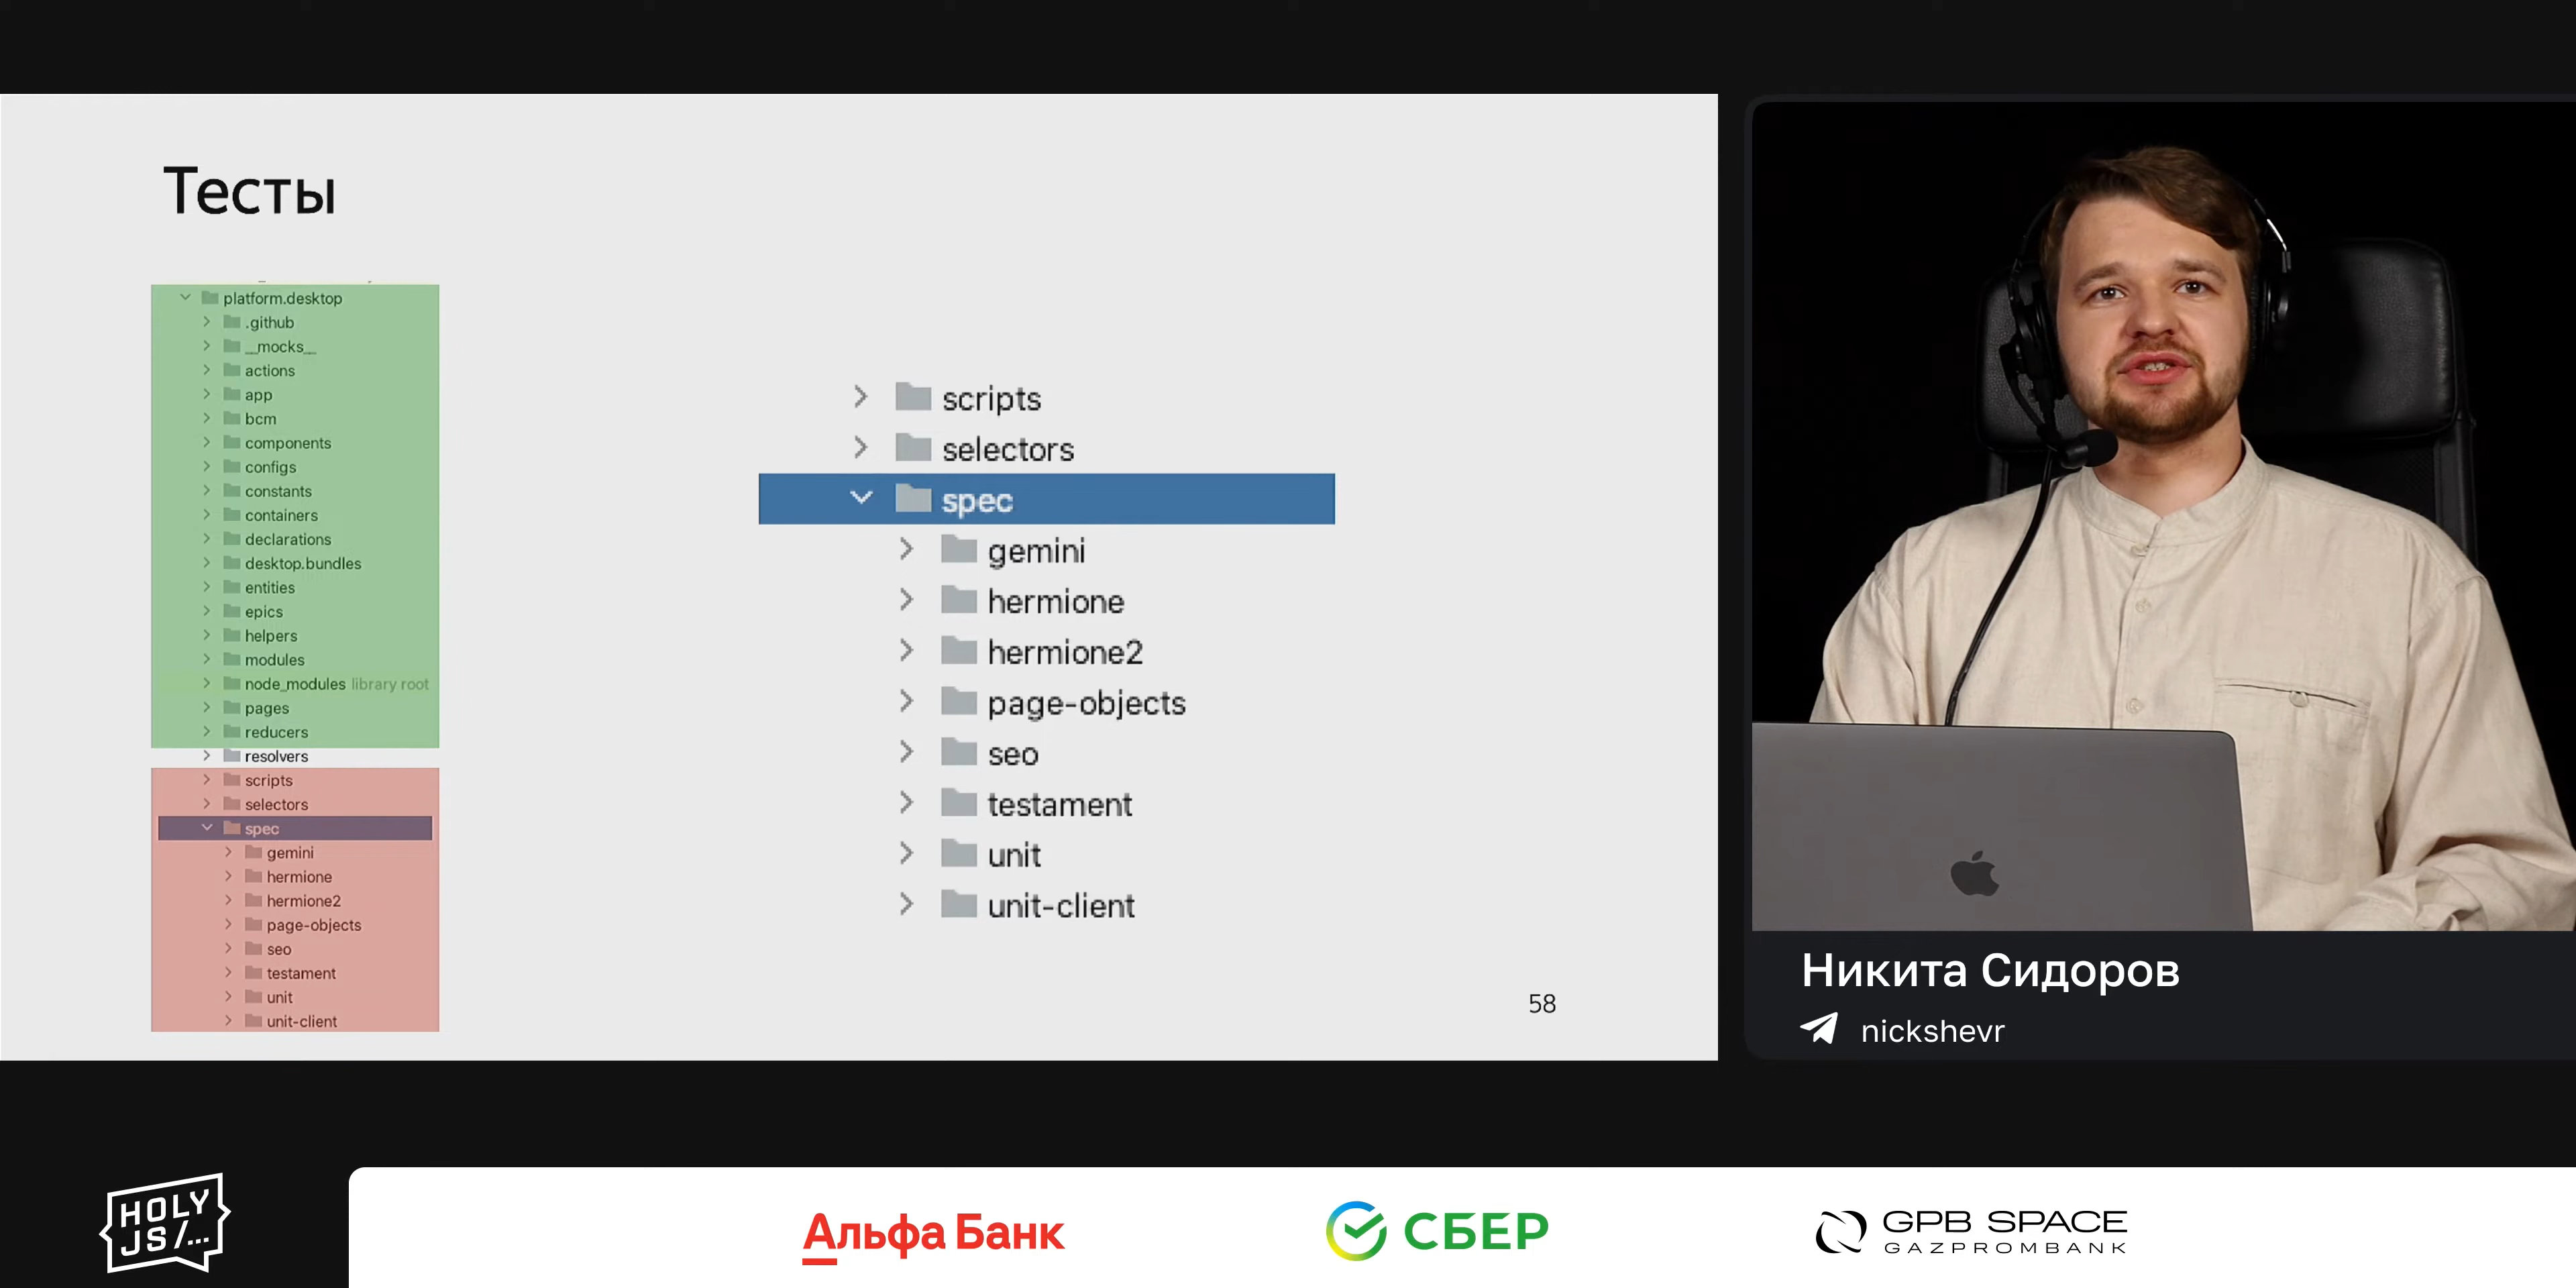 Тесты
platform.desktop
.github
__mocks__
actions
app
bcm
components
configs
constants
containers
declarations
desktop.bundles
entities
epics
helpers
modules
node_modules library root
pages
reducers
resolvers
scripts
selectors
spec
gemini
hermione
hermione2
page-objects
seo
testament
unit
unit-client
scripts
selectors
spec
gemini
hermione
hermione2
page-objects
seo
testament
unit
unit-client
58
Никита Сидоров
nickshevr
HOLY
JS/...
Альфа Банк
СБЕР
GPB SPACE
GAZPROMBANK